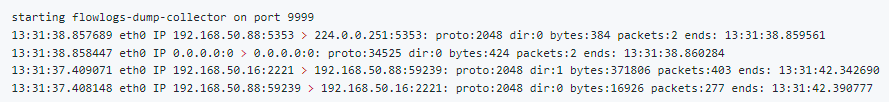 starting flowlogs-dump-collector on port 9999
13:31:38.857689 eth0 IP 192.168.50.88:5353 > 224.0.0.251:5353: proto:2048 dir:0 bytes:384 packets:2 ends: 13:31:38.859561
13:31:38.858447 eth0 IP 0.0.0.0:0 > 0.0.0.0:0: proto:34525 dir:0 bytes:424 packets:2 ends: 13:31:38.860284
13:31:37.409071 eth0 IP 192.168.50.16:2221 > 192.168.50.88:59239: proto:2048 dir:1 bytes:371806 packets:403 ends: 13:31:42.342690
13:31:37.408148 eth0 IP 192.168.50.88:59239 > 192.168.50.16:2221: proto:2048 dir:0 bytes:16926 packets:277 ends: 13:31:42.390777